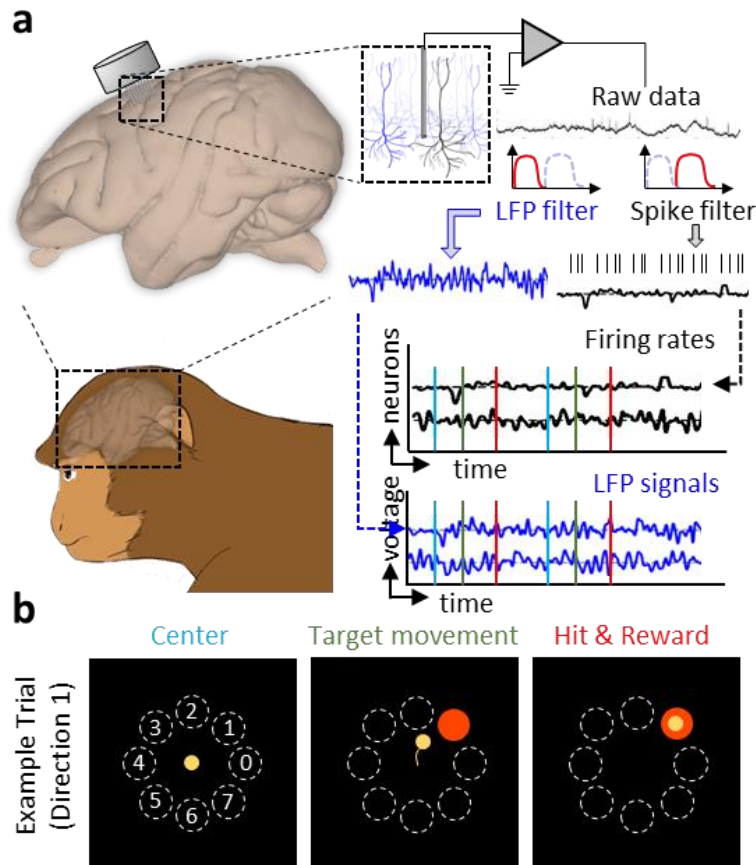 a
Raw data
LFP filter
Spike filter
Firing rates
neurons
time
LFP signals
voltage
time
b
Center
Target movement
Hit & Reward
Example Trial
(Direction 1)
2
3
1
4
0
5
7
6